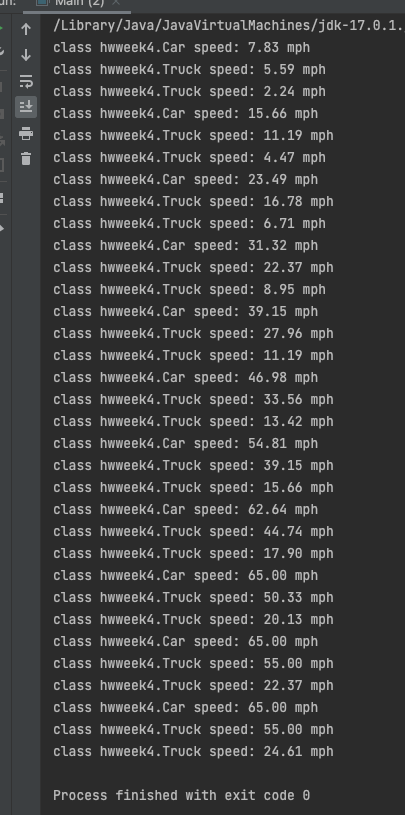 un: Main (2) ×
/Library/Java/JavaVirtualMachines/jdk-17.0.1.
class hwweek4.Car speed: 7.83 mph
class hwweek4.Truck speed: 5.59 mph
class hwweek4.Truck speed: 2.24 mph
class hwweek4.Car speed: 15.66 mph
class hwweek4.Truck speed: 11.19 mph
class hwweek4.Truck speed: 4.47 mph
class hwweek4.Car speed: 23.49 mph
class hwweek4.Truck speed: 16.78 mph
class hwweek4.Truck speed: 6.71 mph
class hwweek4.Car speed: 31.32 mph
class hwweek4.Truck speed: 22.37 mph
class hwweek4.Truck speed: 8.95 mph
class hwweek4.Car speed: 39.15 mph
class hwweek4.Truck speed: 27.96 mph
class hwweek4.Truck speed: 11.19 mph
class hwweek4.Car speed: 46.98 mph
class hwweek4.Truck speed: 33.56 mph
class hwweek4.Truck speed: 13.42 mph
class hwweek4.Car speed: 54.81 mph
class hwweek4.Truck speed: 39.15 mph
class hwweek4.Truck speed: 15.66 mph
class hwweek4.Car speed: 62.64 mph
class hwweek4.Truck speed: 44.74 mph
class hwweek4.Truck speed: 17.90 mph
class hwweek4.Car speed: 65.00 mph
class hwweek4.Truck speed: 50.33 mph
class hwweek4.Truck speed: 20.13 mph
class hwweek4.Car speed: 65.00 mph
class hwweek4.Truck speed: 55.00 mph
class hwweek4.Truck speed: 22.37 mph
class hwweek4.Car speed: 65.00 mph
class hwweek4.Truck speed: 55.00 mph
class hwweek4.Truck speed: 24.61 mph
Process finished with exit code 0